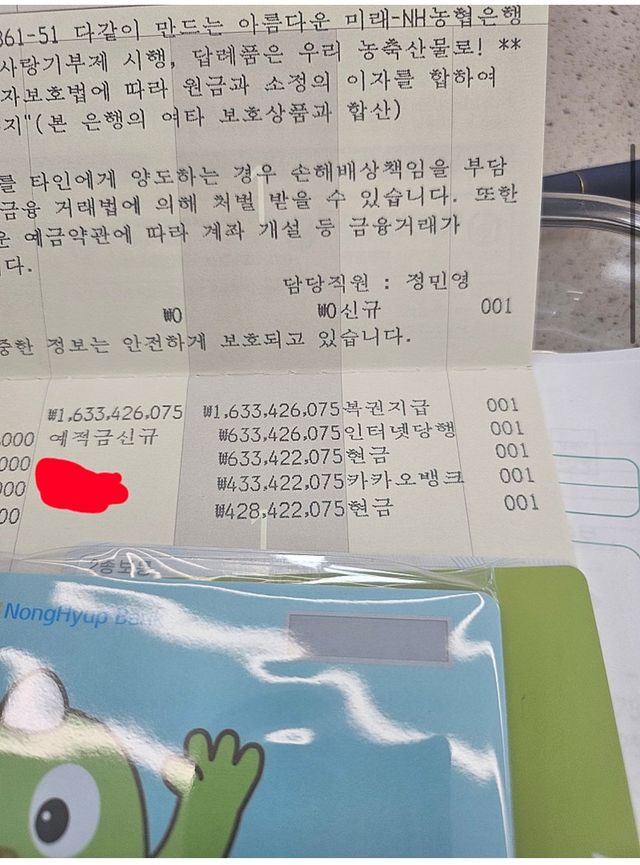 361-51 다같이 만드는 아름다운 미래-NH농협은행
사랑기부제 시행, 답례품은 우리 농축산물로! **
자보호법에 따라 원금과 소정의 이자를 합하여
지"(본 은행의 여타 보호상품과 합산)
를 타인에게 양도하는 경우 손해배상책임을 부담
금융 거래법에 의해 처벌 받을 수 있습니다. 또한
운 예금약관에 따라 계좌 개설 등 금융거래가
다.
담당직원 : 정민영
₩0 ₩0신규 001
중한 정보는 안전하게 보호되고 있습니다.
₩1,633,426,075 ₩1,633,426,075복권지급 001
000 예적금신규 ₩633,426,075인터넷당행 001
000 ₩633,422,075현금 001
000 ₩433,422,075카카오뱅크 001
00 ₩428,422,075현금 001
NongHyup Bank